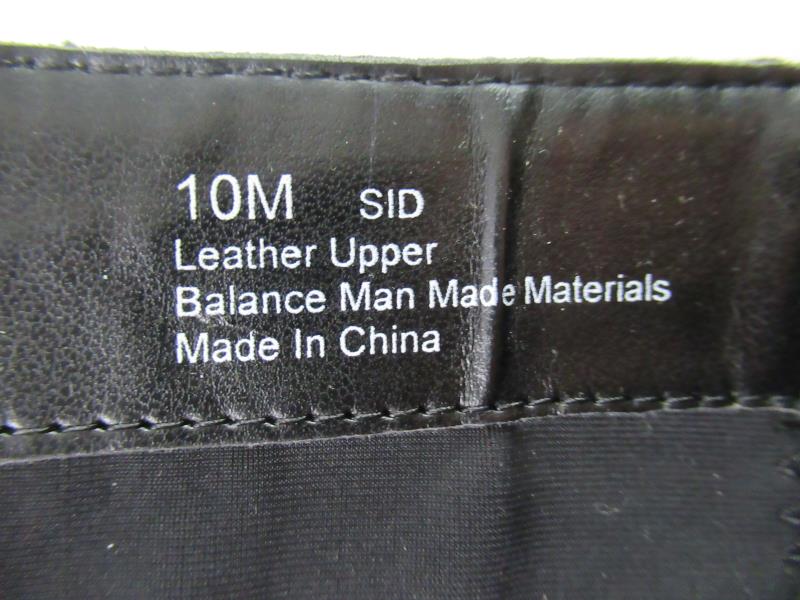 10M SID
Leather Upper
Balance Man Made Materials
Made In China